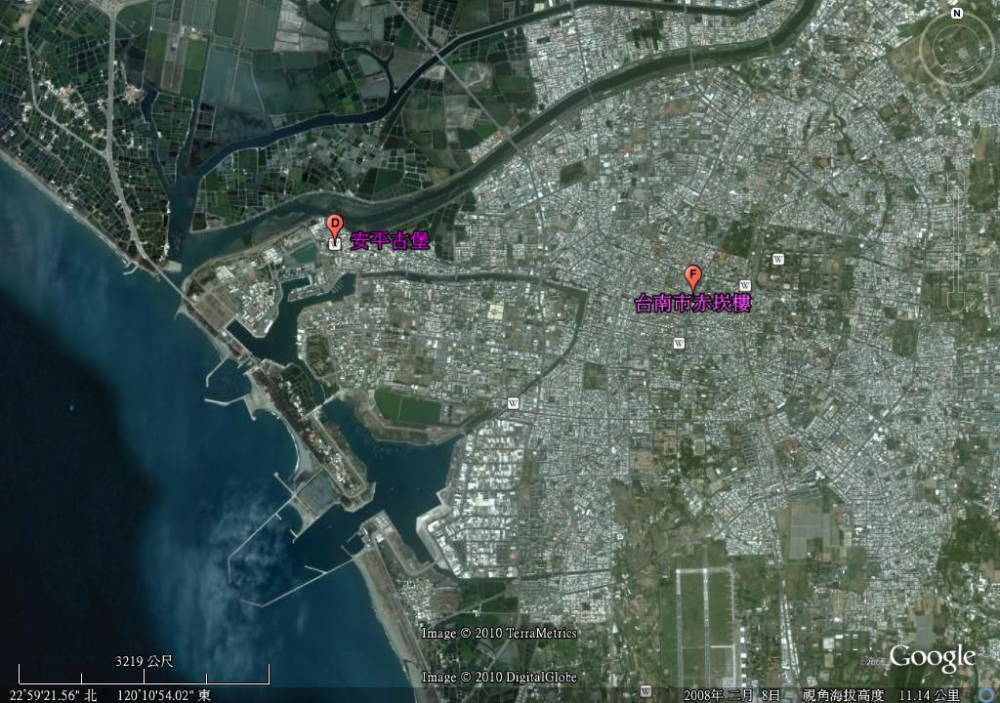 N
D
安平古堡
W
F
W
台南市赤崁樓
W
W
Image © 2010 TerraMetrics
Google
3219 公尺
Image © 2010 DigitalGlobe
W
22°59'21.56" 北 120°10'54.02" 東 2008年 二月 8日 視角海拔高度 11.14 公里